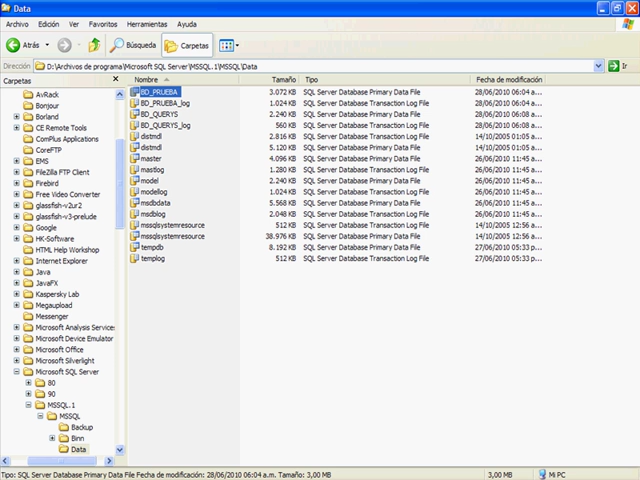 Data
Archivo Edición Ver Favoritos Herramientas Ayuda
Atrás Búsqueda Carpetas
Dirección D:\Archivos de programa\Microsoft SQL Server\MSSQL.1\MSSQL\Data Ir
Carpetas
AvRack
Bonjour
Borland
CE Remote Tools
ComPlus Applications
CoreFTP
EMS
FileZilla FTP Client
Firebird
Free Video Converter
glassfish-v2ur2
glassfish-v3-prelude
Google
HK-Software
HTML Help Workshop
Internet Explorer
Java
JavaFX
Kaspersky Lab
Megaupload
Messenger
Microsoft Analysis Service
Microsoft Device Emulator
Microsoft Office
Microsoft Silverlight
Microsoft SQL Server
80
90
MSSQL.1
MSSQL
Backup
Binn
Data
Nombre Tamaño Tipo Fecha de modificación
BD_PRUEBA 3.072 KB SQL Server Database Primary Data File 28/06/2010 06:04 a...
BD_PRUEBA_log 1.024 KB SQL Server Database Transaction Log File 28/06/2010 06:04 a...
BD_QUERYS 2.240 KB SQL Server Database Primary Data File 28/06/2010 06:08 a...
BD_QUERYS_log 560 KB SQL Server Database Transaction Log File 28/06/2010 06:08 a...
distmdl 2.816 KB SQL Server Database Transaction Log File 14/10/2005 01:05 a...
distmdl 5.120 KB SQL Server Database Primary Data File 14/10/2005 01:05 a...
master 4.096 KB SQL Server Database Primary Data File 26/06/2010 11:45 a...
mastlog 1.280 KB SQL Server Database Transaction Log File 26/06/2010 11:45 a...
model 2.240 KB SQL Server Database Primary Data File 26/06/2010 11:45 a...
modellog 1.024 KB SQL Server Database Transaction Log File 26/06/2010 11:45 a...
msdbdata 5.568 KB SQL Server Database Primary Data File 26/06/2010 11:45 a...
msdblog 2.048 KB SQL Server Database Transaction Log File 26/06/2010 11:45 a...
mssqlsystemresource 512 KB SQL Server Database Transaction Log File 14/10/2005 12:56 a...
mssqlsystemresource 38.976 KB SQL Server Database Primary Data File 14/10/2005 12:56 a...
tempdb 8.192 KB SQL Server Database Primary Data File 27/06/2010 05:33 p...
templog 512 KB SQL Server Database Transaction Log File 27/06/2010 05:33 p...
Tipo: SQL Server Database Primary Data File Fecha de modificación: 28/06/2010 06:04 a.m. Tamaño: 3,00 MB 3,00 MB Mi PC